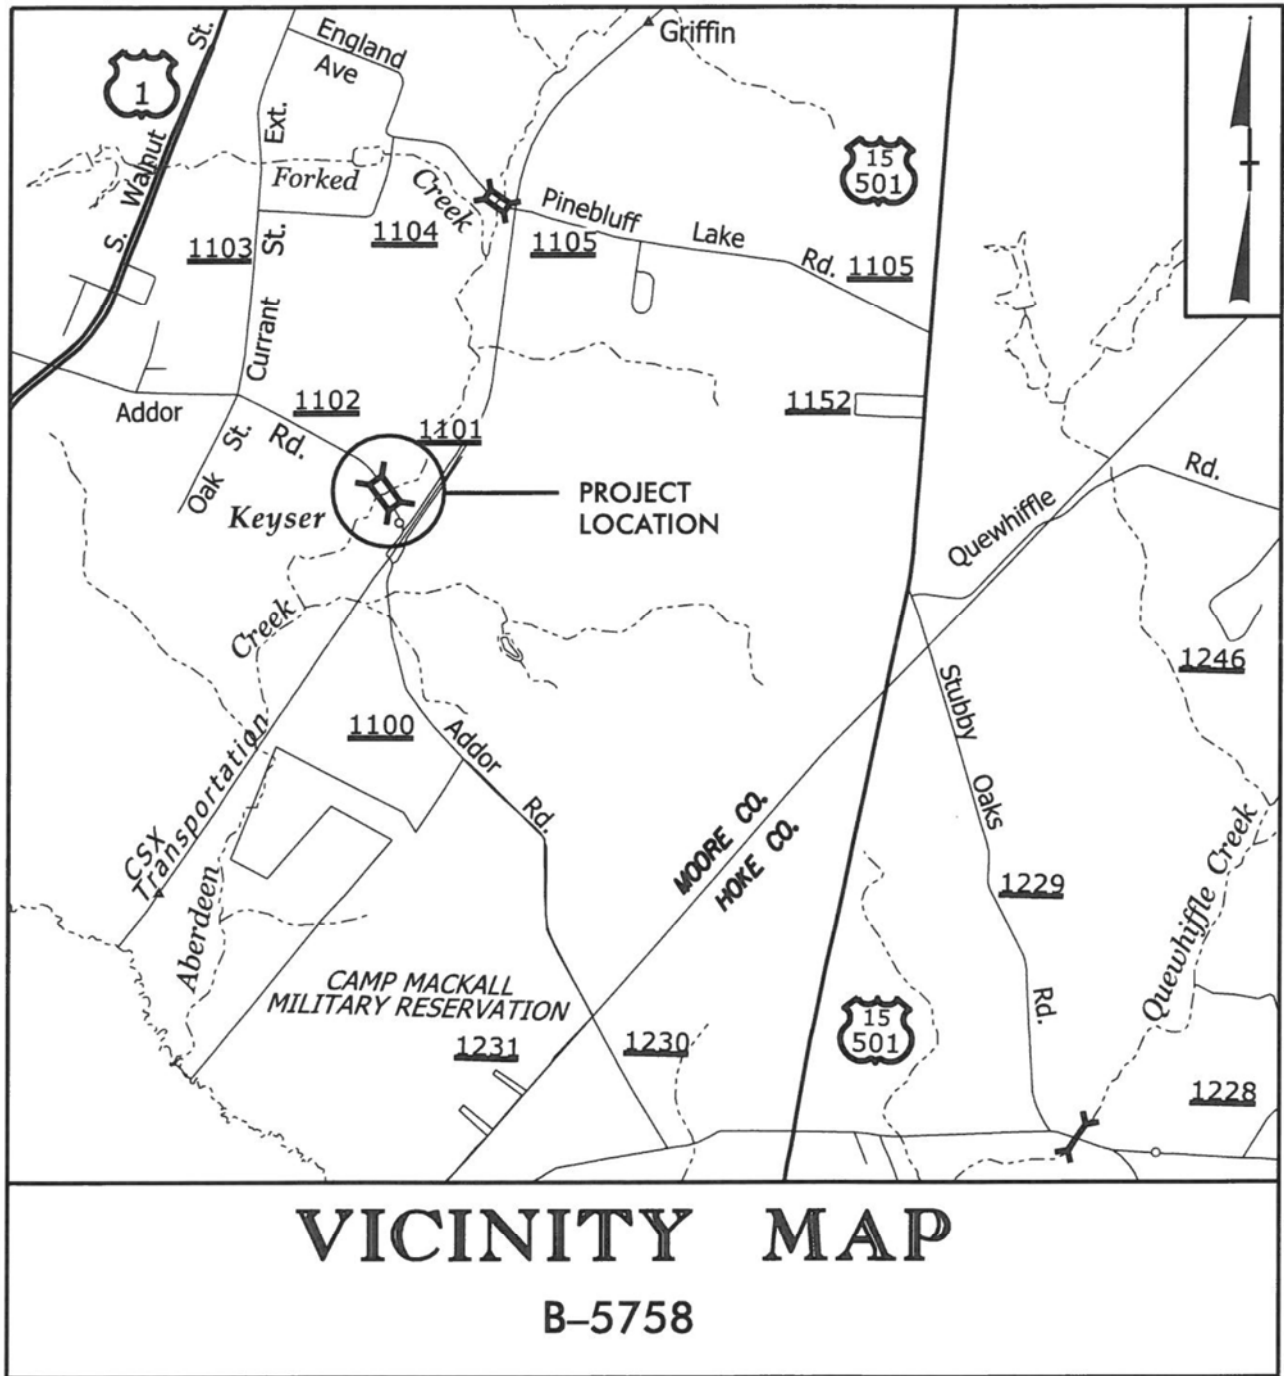 England
Ave
Griffin
1
S. Walnut St.
Currant St. Ext.
Forked
Creek
15
501
Pinebluff Lake Rd.
1103
1104
1105
1105
1102
1101
1152
Addor Rd.
Oak St.
Keyser
PROJECT
LOCATION
Quewhiffle Rd.
Creek
1246
1100
Addor Rd.
Stubby Oaks Rd.
CSX
Transportation
MOORE CO.
HOKE CO.
Aberdeen
1229
Quewhiffle Creek
CAMP MACKALL
MILITARY RESERVATION
1231
1230
15
501
1228
VICINITY MAP
B-5758